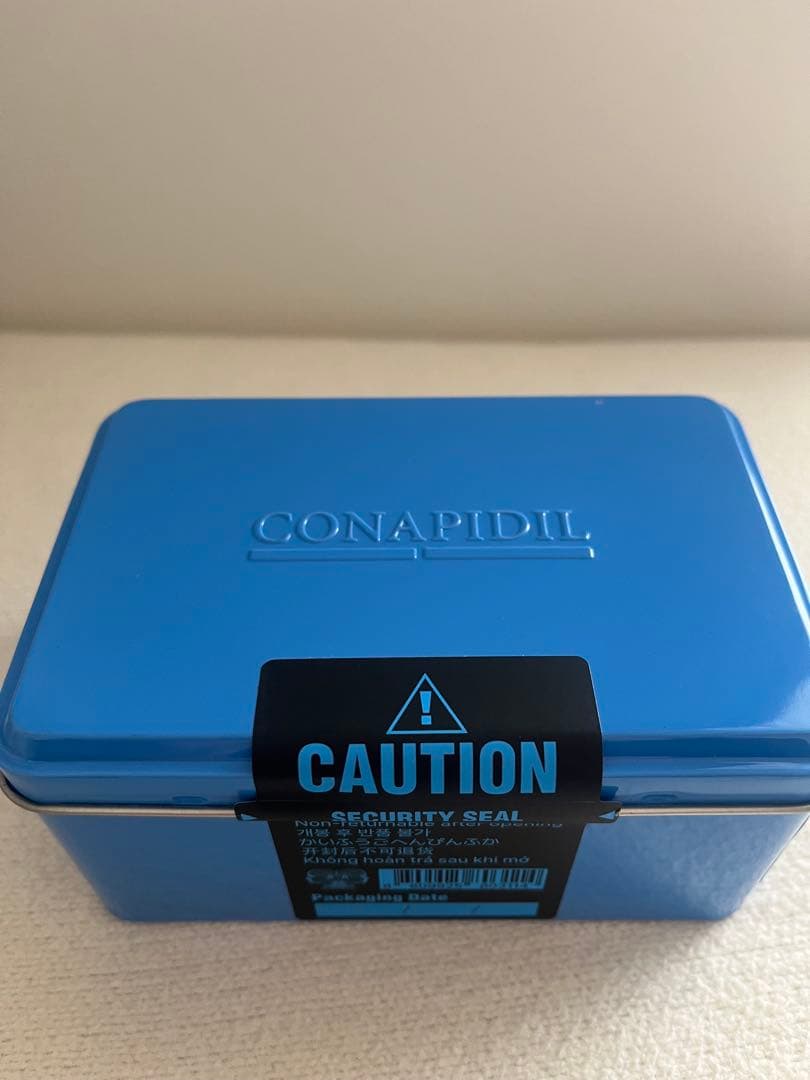 CONAPIDIL
!
CAUTION
SECURITY SEAL
Non-returnable after opening
개봉 후 반품 불가
かいふうごへんぴんふか
开封后不可退货
Không hoàn trả sau khi mở
Packaging Date
/ /